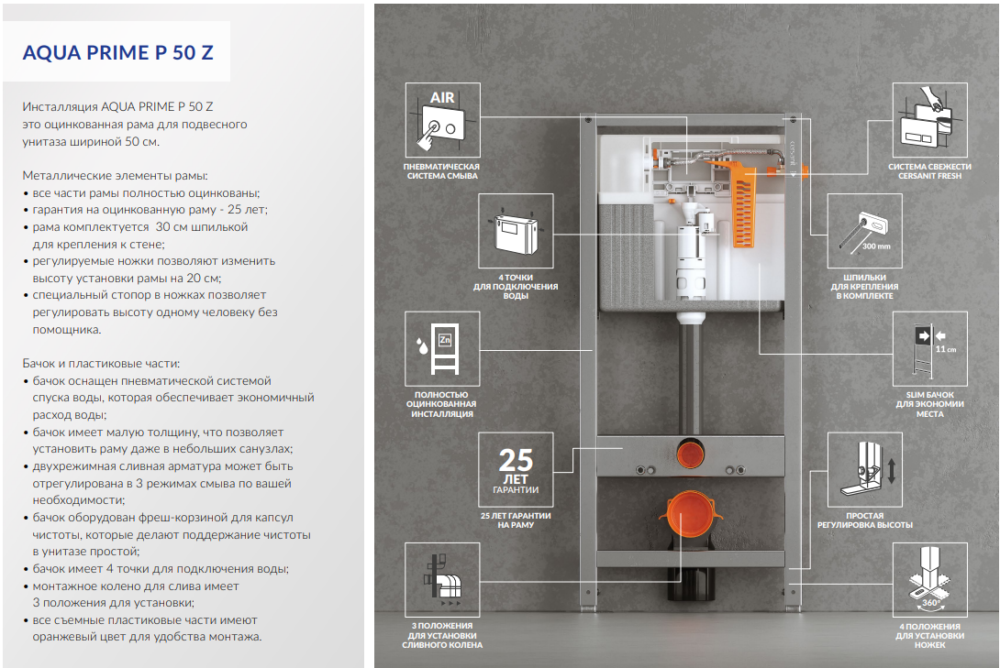 AQUA PRIME P 50 Z
Инсталляция AQUA PRIME P 50 Z
это оцинкованная рама для подвесного
унитаза шириной 50 см.
Металлические элементы рамы:
• все части рамы полностью оцинкованы;
• гарантия на оцинкованную раму - 25 лет;
• рама комплектуется 30 см шпилькой
для крепления к стене;
• регулируемые ножки позволяют изменить
высоту установки рамы на 20 см;
• специальный стопор в ножках позволяет
регулировать высоту одному человеку без
помощника.
Бачок и пластиковые части:
• бачок оснащен пневматической системой
спуска воды, которая обеспечивает экономичный
расход воды;
• бачок имеет малую толщину, что позволяет
установить раму даже в небольших санузлах;
• двухрежимная сливная арматура может быть
отрегулирована в 3 режимах смыва по вашей
необходимости;
• бачок оборудован фреш-корзиной для капсул
чистоты, которые делают поддержание чистоты
в унитазе простой;
• бачок имеет 4 точки для подключения воды;
• монтажное колено для слива имеет
3 положения для установки;
• все съемные пластиковые части имеют
оранжевый цвет для удобства монтажа.
AIR
ПНЕВМАТИЧЕСКАЯ
СИСТЕМА СМЫВА
4 ТОЧКИ
ДЛЯ ПОДКЛЮЧЕНИЯ
ВОДЫ
Zn
ПОЛНОСТЬЮ
ОЦИНКОВАННАЯ
ИНСТАЛЛЯЦИЯ
25
ЛЕТ
ГАРАНТИИ
25 ЛЕТ ГАРАНТИИ
НА РАМУ
3 ПОЛОЖЕНИЯ
ДЛЯ УСТАНОВКИ
СЛИВНОГО КОЛЕНА
cersanit
СИСТЕМА СВЕЖЕСТИ
CERSANIT FRESH
300 mm
ШПИЛЬКИ
ДЛЯ КРЕПЛЕНИЯ
В КОМПЛЕКТЕ
11 cm
SLIM БАЧОК
ДЛЯ ЭКОНОМИИ
МЕСТА
ПРОСТАЯ
РЕГУЛИРОВКА ВЫСОТЫ
360°
4 ПОЛОЖЕНИЯ
ДЛЯ УСТАНОВКИ
НОЖЕК